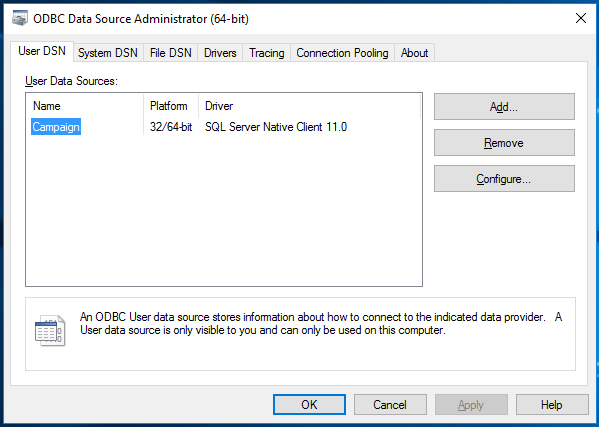 ODBC Data Source Administrator (64-bit)
User DSN System DSN File DSN Drivers Tracing Connection Pooling About
User Data Sources:
Name Platform Driver
Campaign 32/64-bit SQL Server Native Client 11.0
Add...
Remove
Configure...
An ODBC User data source stores information about how to connect to the indicated data provider. A
User data source is only visible to you and can only be used on this computer.
OK Cancel Apply Help